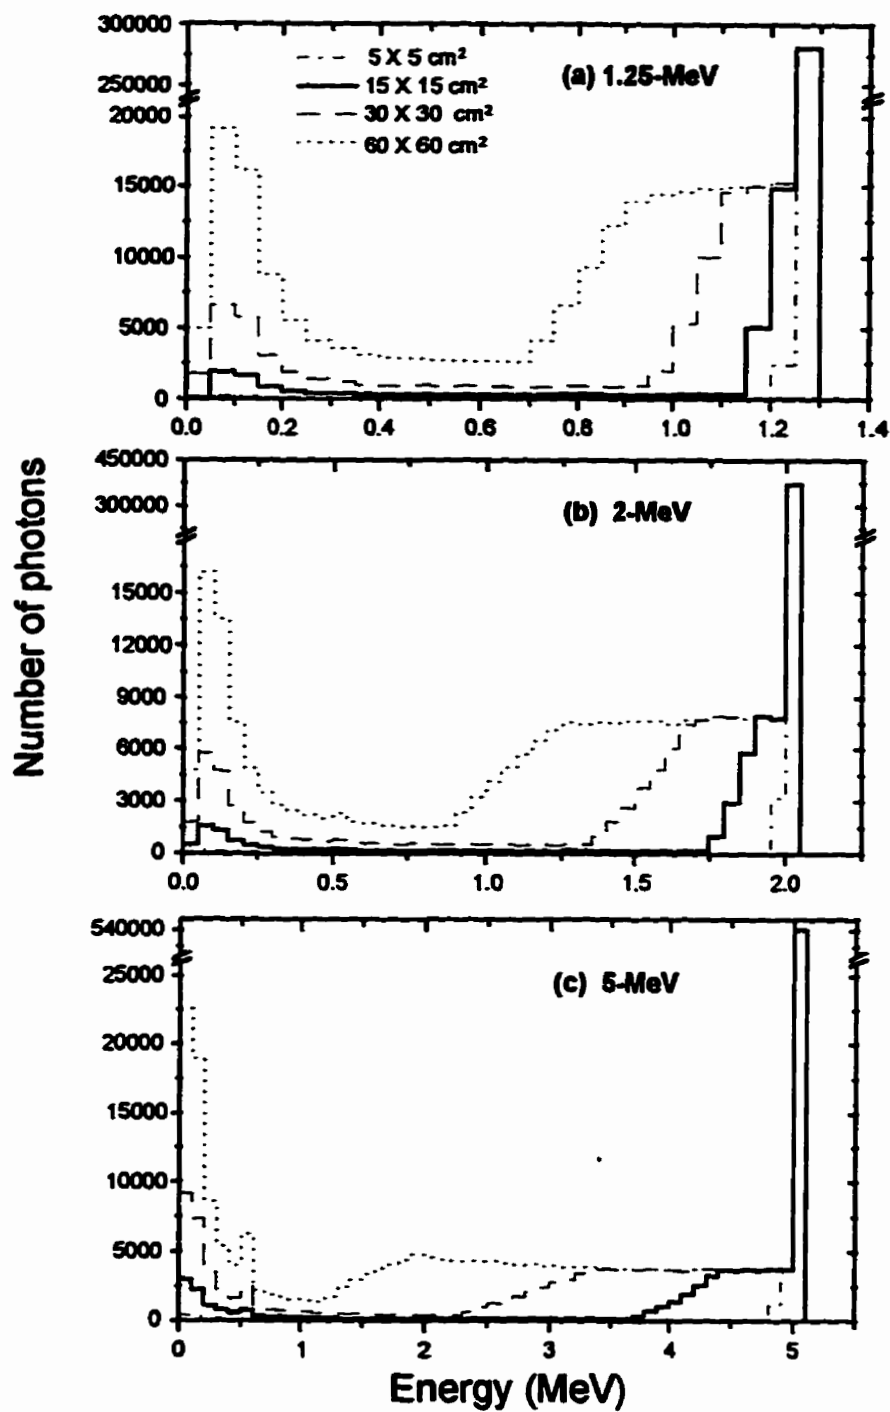 Number of photons
300000
250000
20000
15000
10000
5000
0
5 X 5 cm²
15 X 15 cm²
30 X 30 cm²
60 X 60 cm²
(a) 1.25-MeV
0.0 0.2 0.4 0.6 0.8 1.0 1.2 1.4
450000
300000
15000
12000
9000
6000
3000
0
(b) 2-MeV
0.0 0.5 1.0 1.5 2.0
540000
25000
20000
15000
10000
5000
0
(c) 5-MeV
0 1 2 3 4 5
Energy (MeV)